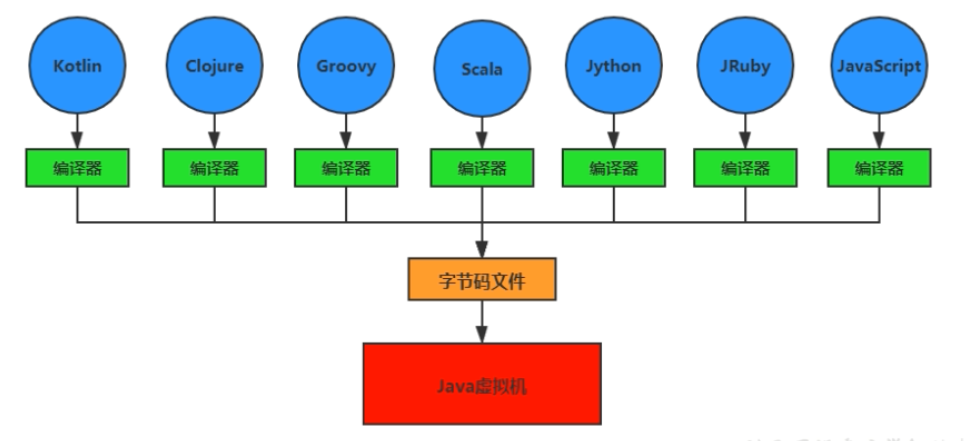 Kotlin
Clojure
Groovy
Scala
Jython
JRuby
JavaScript
编译器
编译器
编译器
编译器
编译器
编译器
编译器
字节码文件
Java虚拟机